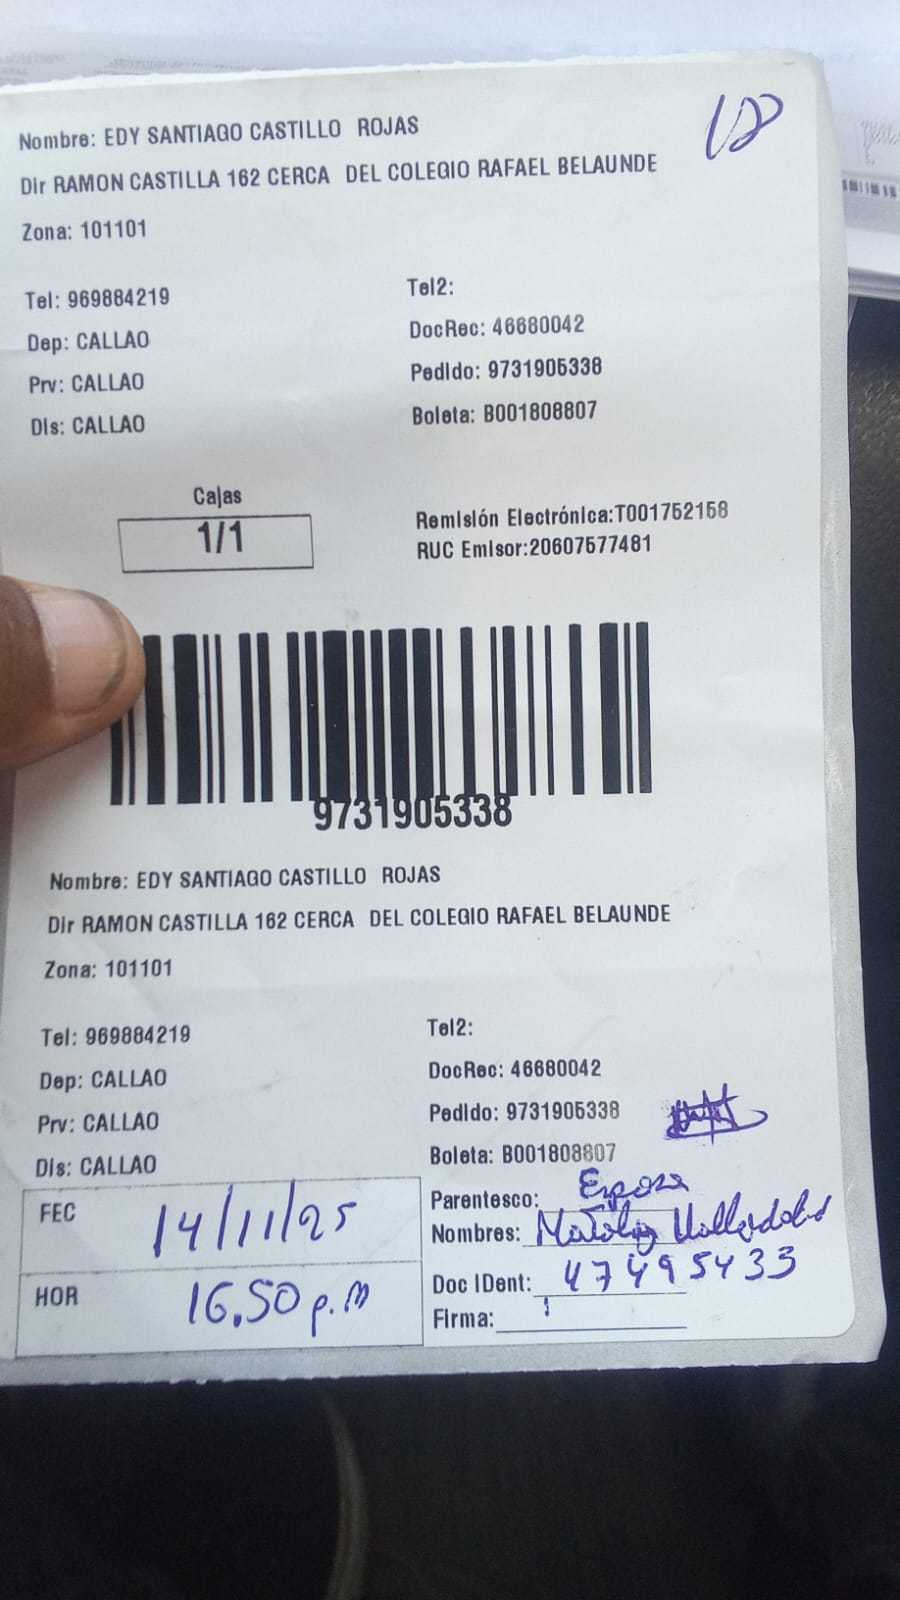 Nombre: EDY SANTIAGO CASTILLO ROJAS
Dir RAMON CASTILLA 162 CERCA DEL COLEGIO RAFAEL BELAUNDE
Zona: 101101
Tel: 969884219
Tel2:
Dep: CALLAO
DocRec: 46680042
Prv: CALLAO
Pedido: 9731905338
Dis: CALLAO
Boleta: B001808807
Cajas
1/1
Remisión Electrónica:T001752158
RUC Emisor:20607577481
9731905338
Nombre: EDY SANTIAGO CASTILLO ROJAS
Dir RAMON CASTILLA 162 CERCA DEL COLEGIO RAFAEL BELAUNDE
Zona: 101101
Tel: 969884219
Tel2:
Dep: CALLAO
DocRec: 46680042
Prv: CALLAO
Pedido: 9731905338
Dis: CALLAO
Boleta: B001808807
FEC 14/11/25
Parentesco: Esposa
Nombres:
HOR 16.50 p.m
Doc IDent: 47495433
Firma: